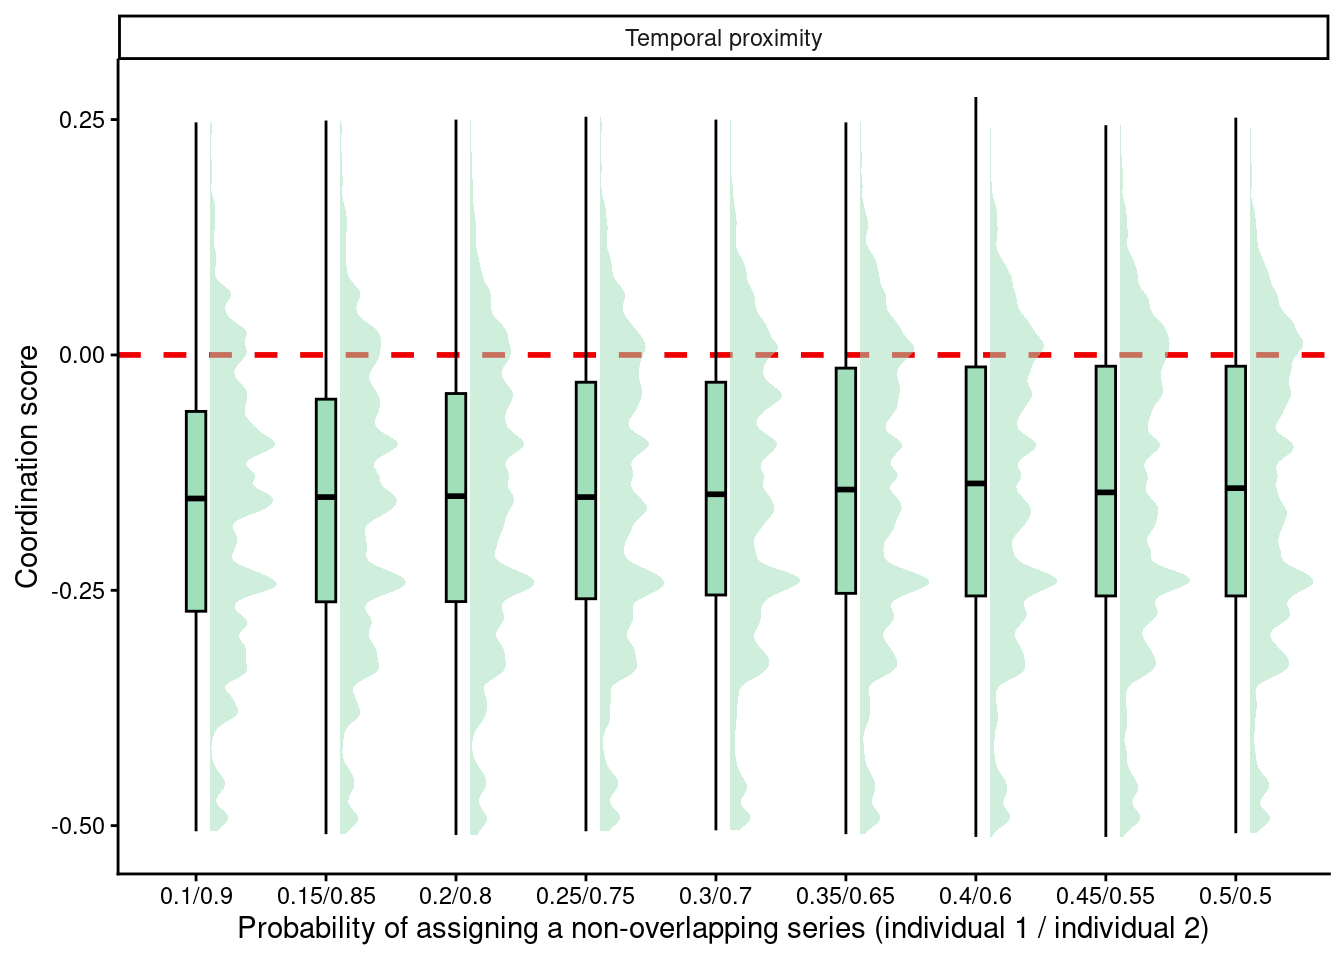 Temporal proximity
0.25
0.00
-0.25
-0.50
Coordination score
0.1/0.9 0.15/0.85 0.2/0.8 0.25/0.75 0.3/0.7 0.35/0.65 0.4/0.6 0.45/0.55 0.5/0.5
Probability of assigning a non-overlapping series (individual 1 / individual 2)